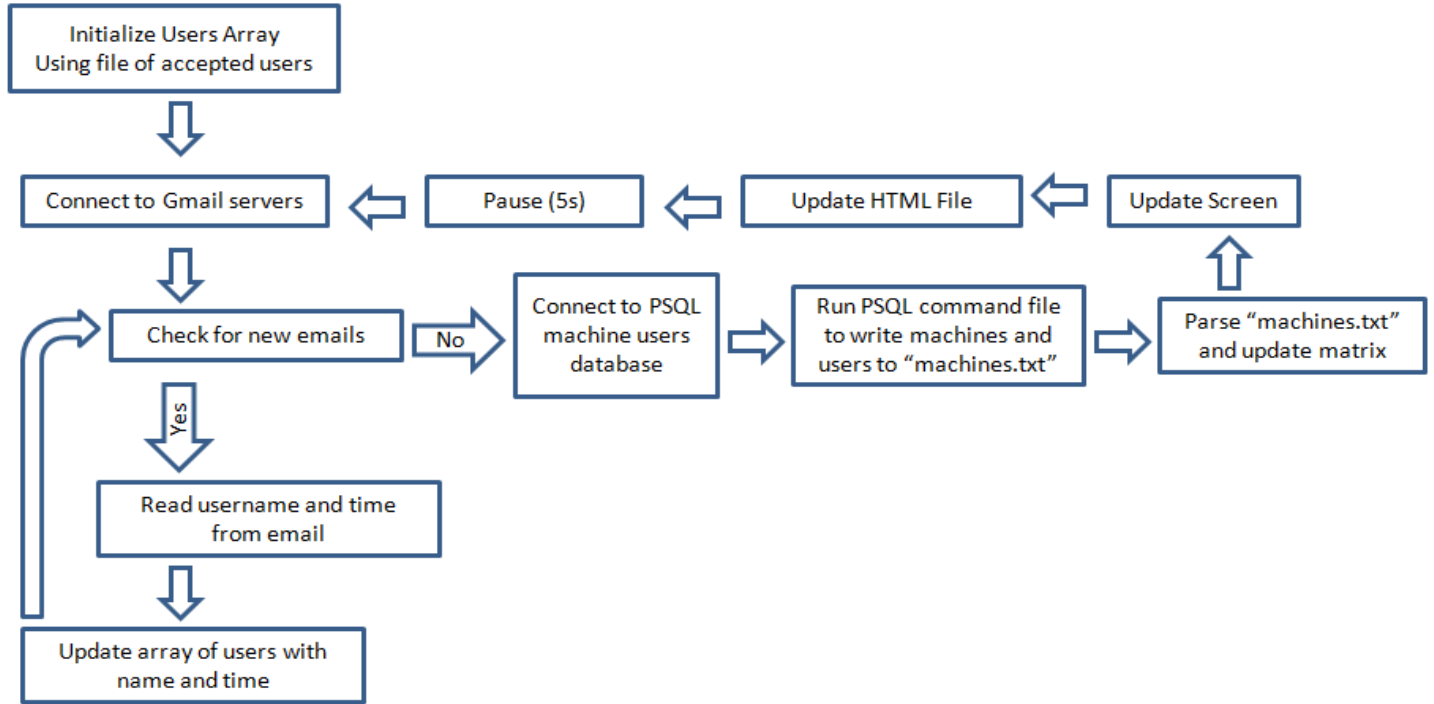 Initialize Users Array
Using file of accepted users
Connect to Gmail servers
Pause (5s)
Update HTML File
Update Screen
Check for new emails
No
Connect to PSQL
machine users
database
Run PSQL command file
to write machines and
users to “machines.txt”
Parse “machines.txt”
and update matrix
Yes
Read username and time
from email
Update array of users with
name and time